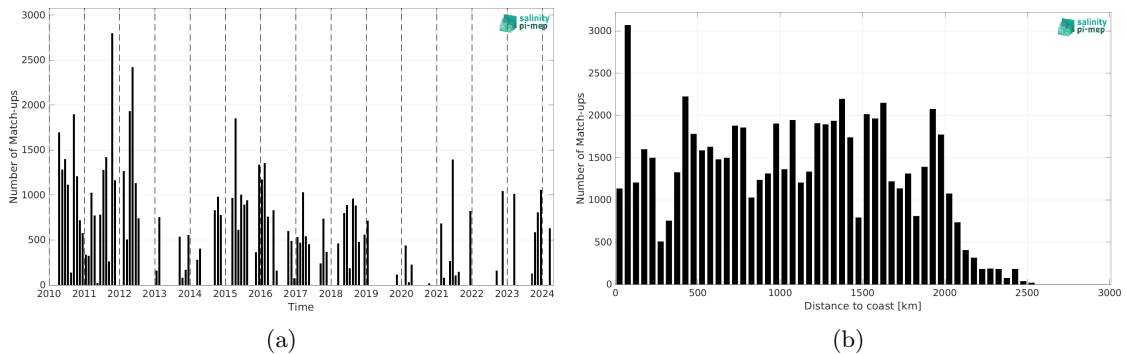 3000
2500
2000
1500
1000
500
0
Number of Match-ups
2010 2011 2012 2013 2014 2015 2016 2017 2018 2019 2020 2021 2022 2023 2024
Time
salinity
pi-mep
(a)
3000
2500
2000
1500
1000
500
0
Number of Match-ups
0 500 1000 1500 2000 2500 3000
Distance to coast [km]
salinity
pi-mep
(b)